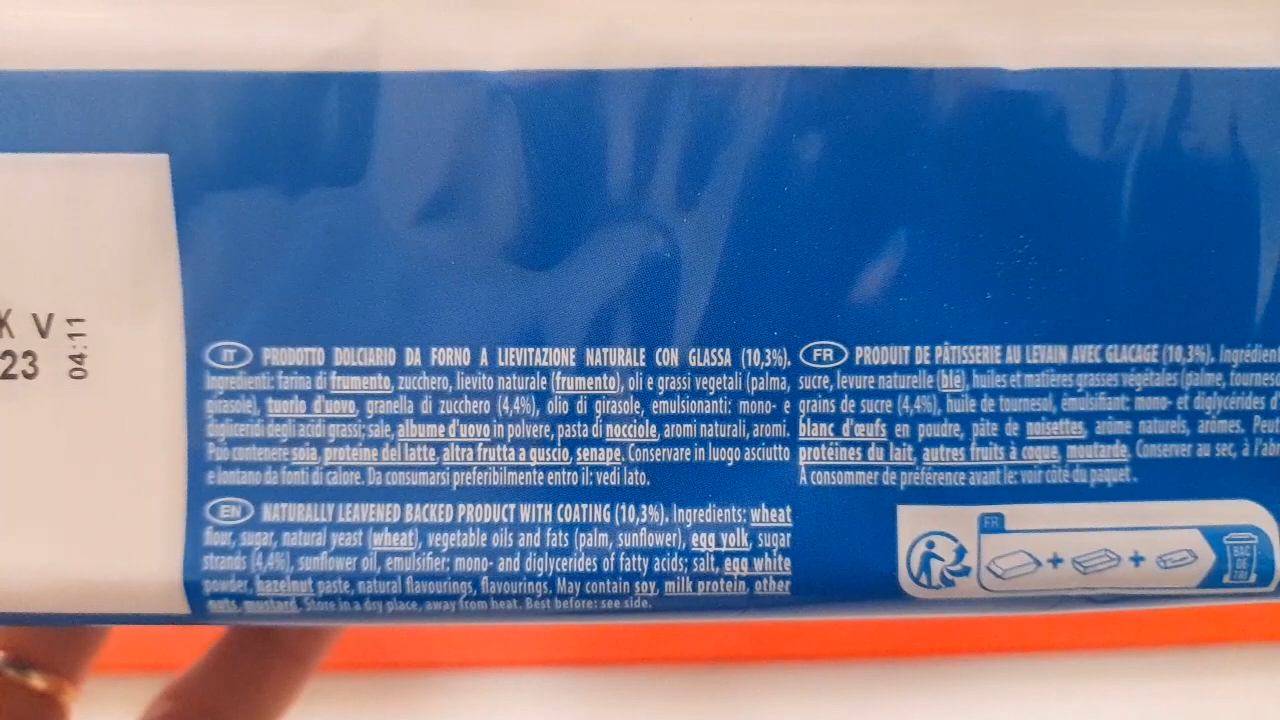 K V
23
04:11
IT PRODOTTO DOLCIARIO DA FORNO A LIEVITAZIONE NATURALE CON GLASSA (10,3%).
Ingredienti: farina di frumento, zucchero, lievito naturale (frumento), oli e grassi vegetali (palma,
girasole), tuorlo d'uovo, granella di zucchero (4,4%), olio di girasole, emulsionanti: mono- e
digliceridi degli acidi grassi; sale, albume d'uovo in polvere, pasta di nocciole, aromi naturali, aromi.
Può contenere soia, proteine del latte, altra frutta a guscio, senape. Conservare in luogo asciutto
e lontano da fonti di calore. Da consumarsi preferibilmente entro il: vedi lato.
EN NATURALLY LEAVENED BACKED PRODUCT WITH COATING (10,3%). Ingredients: wheat
flour, sugar, natural yeast (wheat), vegetable oils and fats (palm, sunflower), egg yolk, sugar
strands (4,4%), sunflower oil, emulsifier: mono- and diglycerides of fatty acids; salt, egg white
powder, hazelnut paste, natural flavourings, flavourings. May contain soy, milk protein, other
nuts, mustard. Store in a dry place, away from heat. Best before: see side.
FR PRODUIT DE PÂTISSERIE AU LEVAIN AVEC GLACAGE (10,3%). Ingrédient
sucre, levure naturelle (blé), huiles et matières grasses végétales (palme, tournes
grains de sucre (4,4%), huile de tournesol, émulsifiant: mono- et diglycérides d'
blanc d'œufs en poudre, pâte de noisettes, arôme naturels, arômes. Peut
protéines du lait, autres fruits à coque, moutarde. Conserver au sec, à l'abr
A consommer de préférence avant le: voir côté du paquet.
FR
+ +
BAC
DE
TRI